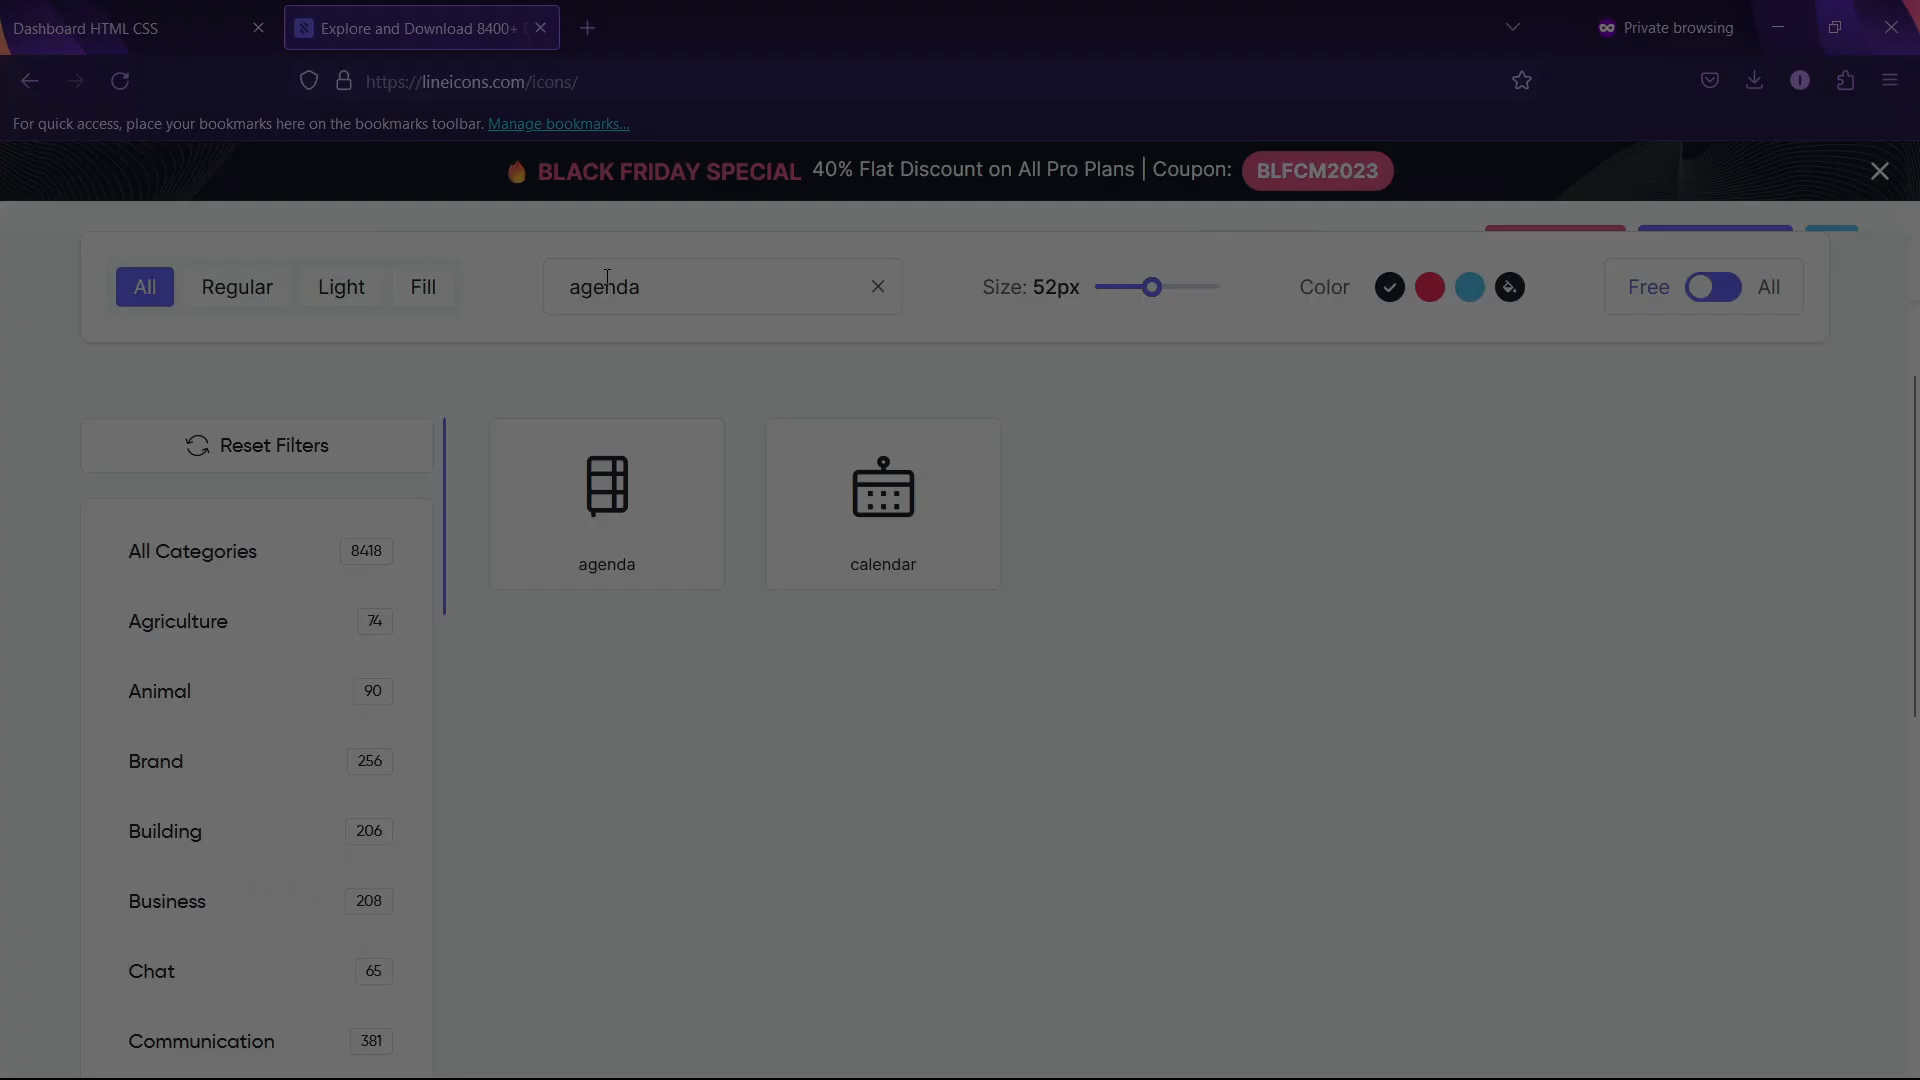 Dashboard HTML CSS
Explore and Download 8400+
Private browsing
https://lineicons.com/icons/
For quick access, place your bookmarks here on the bookmarks toolbar. Manage bookmarks...
BLACK FRIDAY SPECIAL 40% Flat Discount on All Pro Plans | Coupon: BLFCM2023
All Regular Light Fill
agenda
Size: 52px
Color
Free All
Reset Filters
agenda
calendar
All Categories 8418
Agriculture 74
Animal 90
Brand 256
Building 206
Business 208
Chat 65
Communication 381